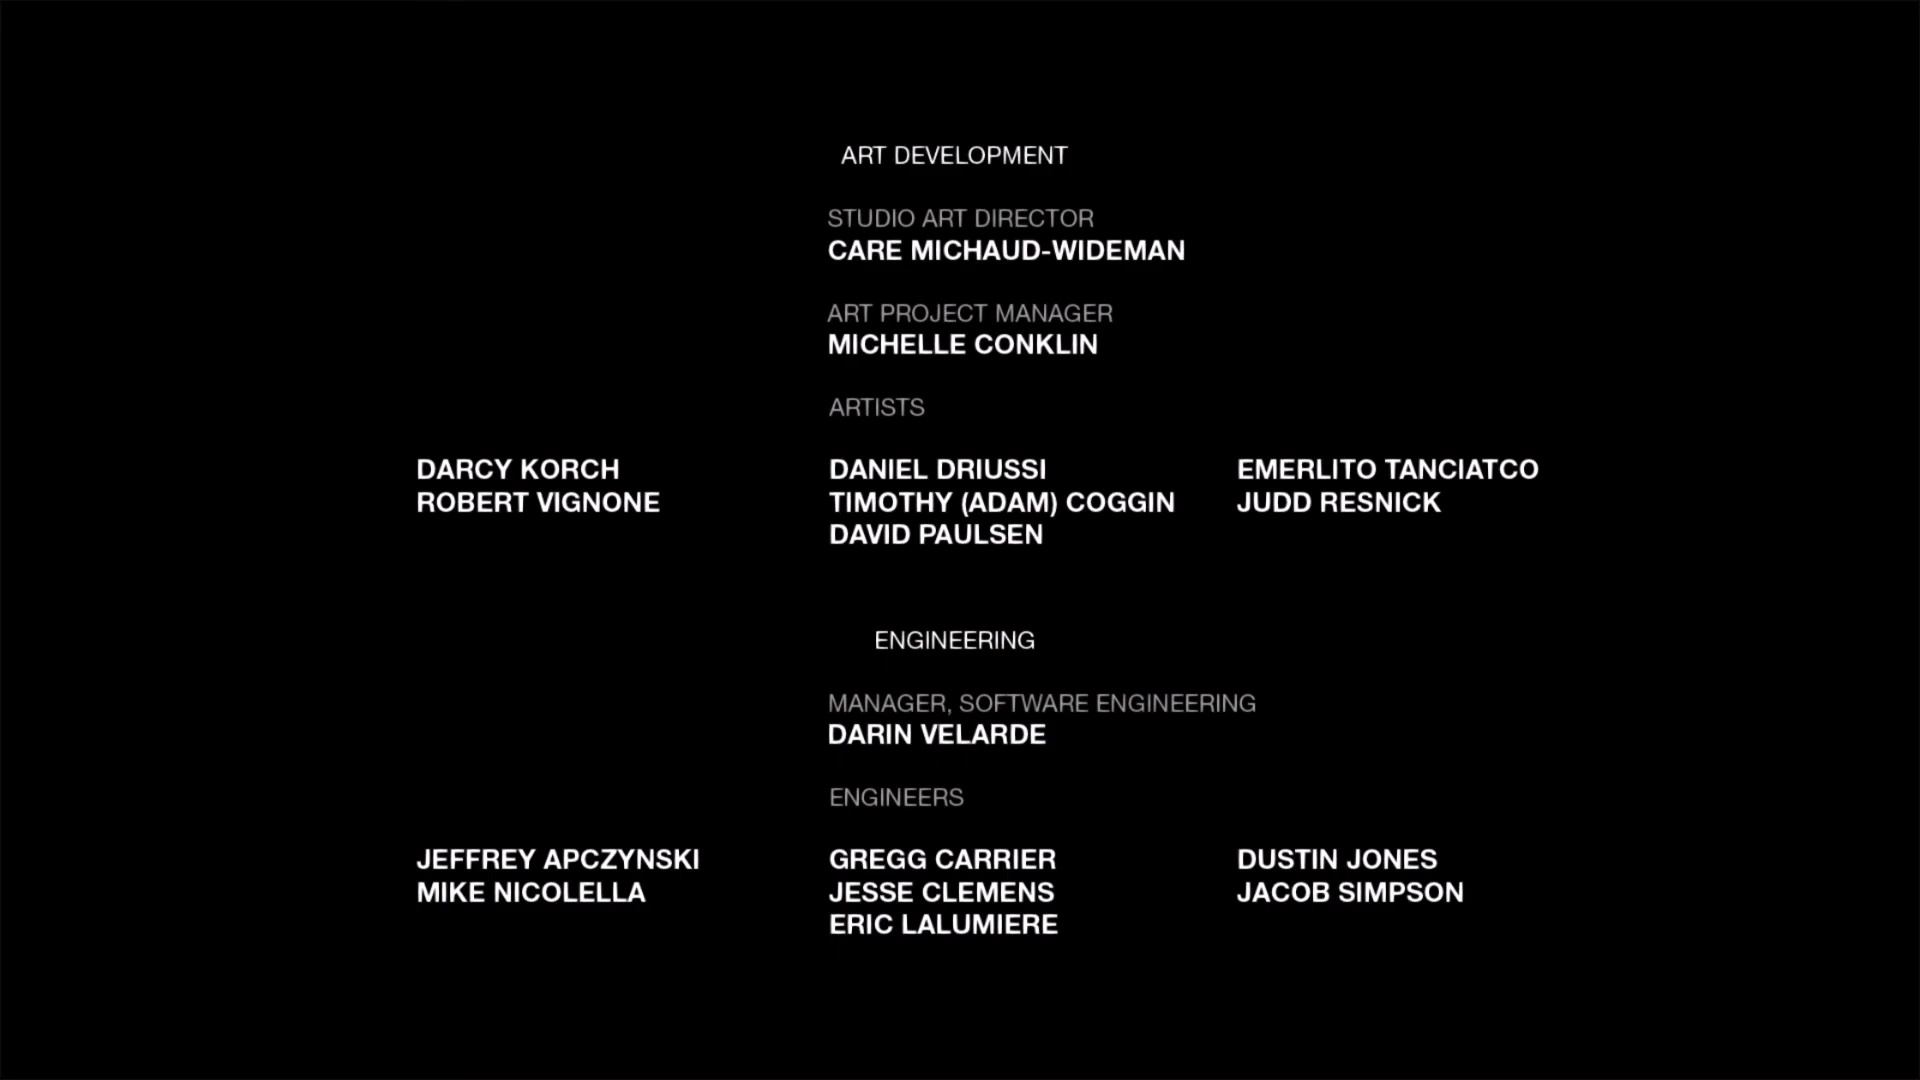 ART DEVELOPMENT
STUDIO ART DIRECTOR
CARE MICHAUD-WIDEMAN
ART PROJECT MANAGER
MICHELLE CONKLIN
ARTISTS
DARCY KORCH DANIEL DRIUSSI EMERLITO TANCIATCO
ROBERT VIGNONE TIMOTHY (ADAM) COGGIN JUDD RESNICK
DAVID PAULSEN
ENGINEERING
MANAGER, SOFTWARE ENGINEERING
DARIN VELARDE
ENGINEERS
JEFFREY APCZYNSKI GREGG CARRIER DUSTIN JONES
MIKE NICOLELLA JESSE CLEMENS JACOB SIMPSON
ERIC LALUMIERE